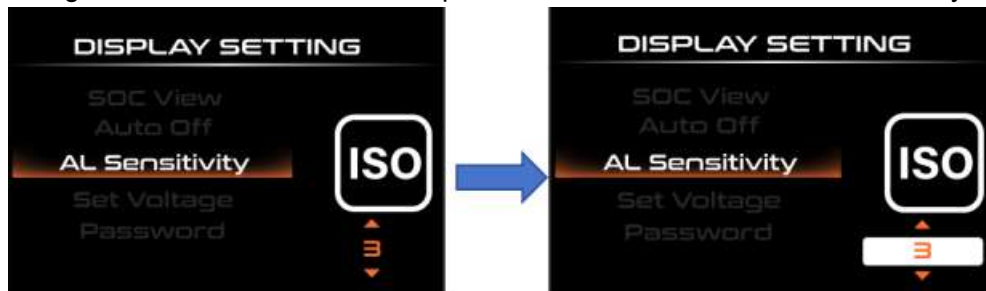 DISPLAY SETTING
SOC View
Auto Off
AL Sensitivity
Set Voltage
Password
ISO
3
DISPLAY SETTING
SOC View
Auto Off
AL Sensitivity
Set Voltage
Password
ISO
3